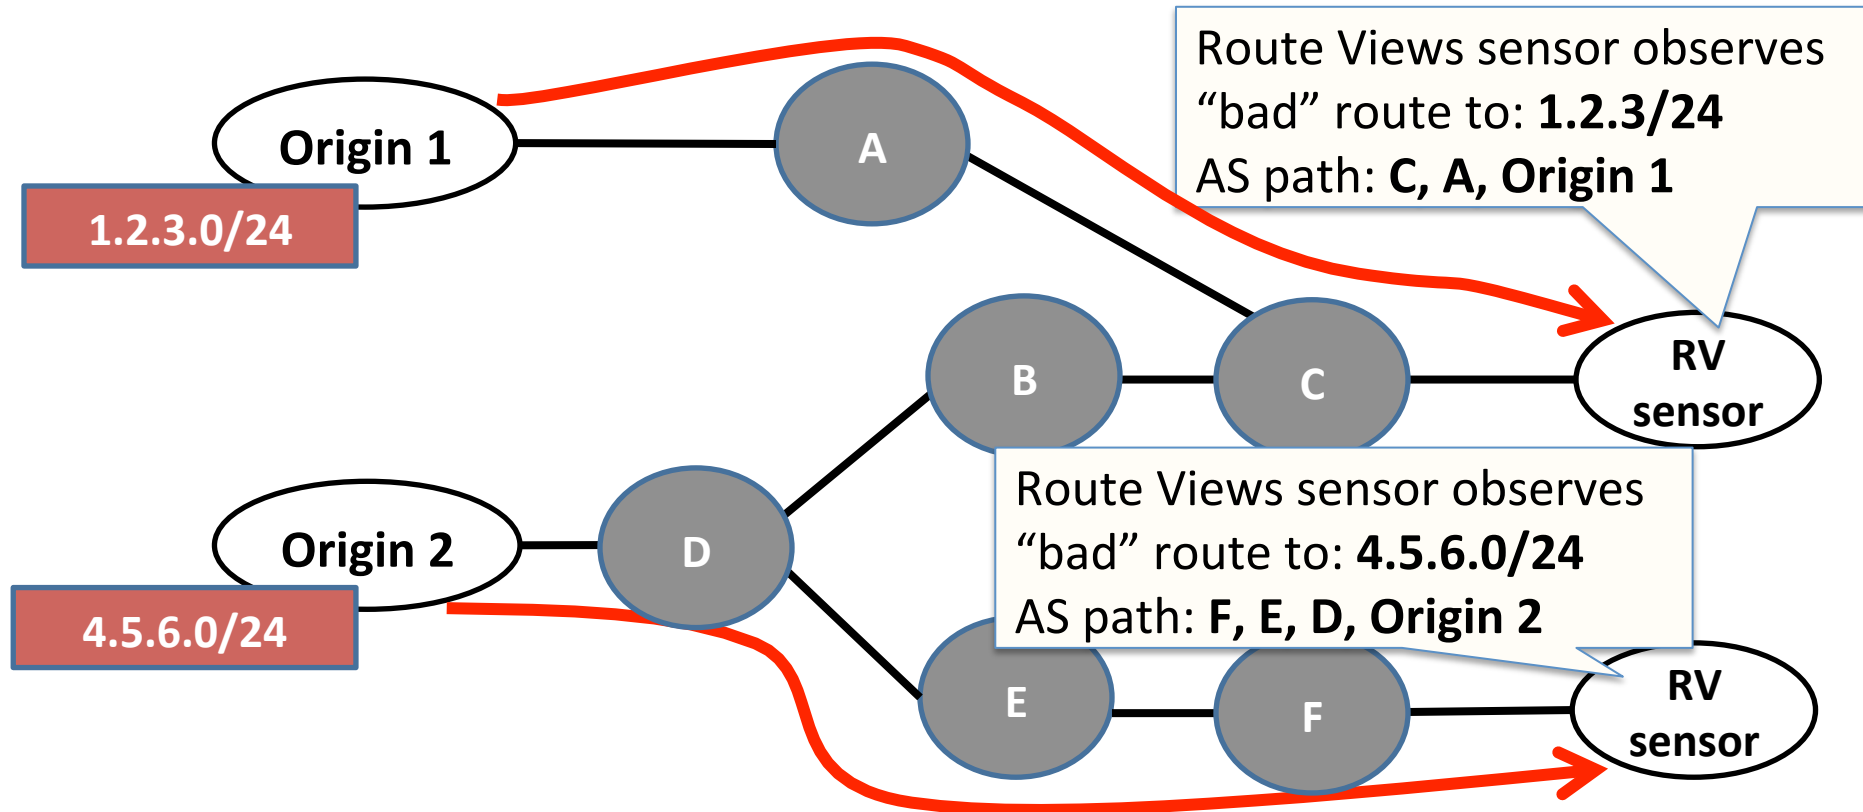 Route Views sensor observes
“bad” route to: 1.2.3/24
AS path: C, A, Origin 1
Origin 1
A
1.2.3.0/24
B
C
RV
sensor
Route Views sensor observes
“bad” route to: 4.5.6.0/24
AS path: F, E, D, Origin 2
Origin 2
D
4.5.6.0/24
E
F
RV
sensor